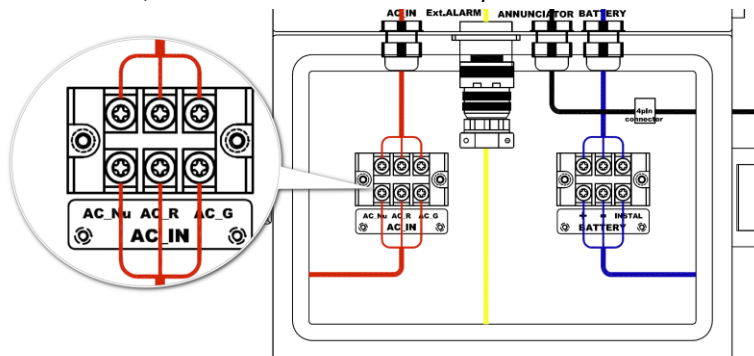 AC_IN Ext.ALARM ANNUNCIATOR BATTERY
4pin
connector
AC_Nu AC_R AC_G
AC_IN
AC_Nu AC_R AC_G
AC_IN
+ - INSTAL
BATTERY